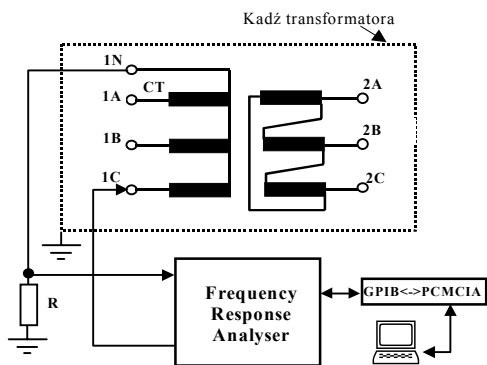 Kadź transformatora
1N
1A
CT
1B
1C
2A
2B
2C
R
Frequency
Response
Analyser
GPIB<->PCMCIA